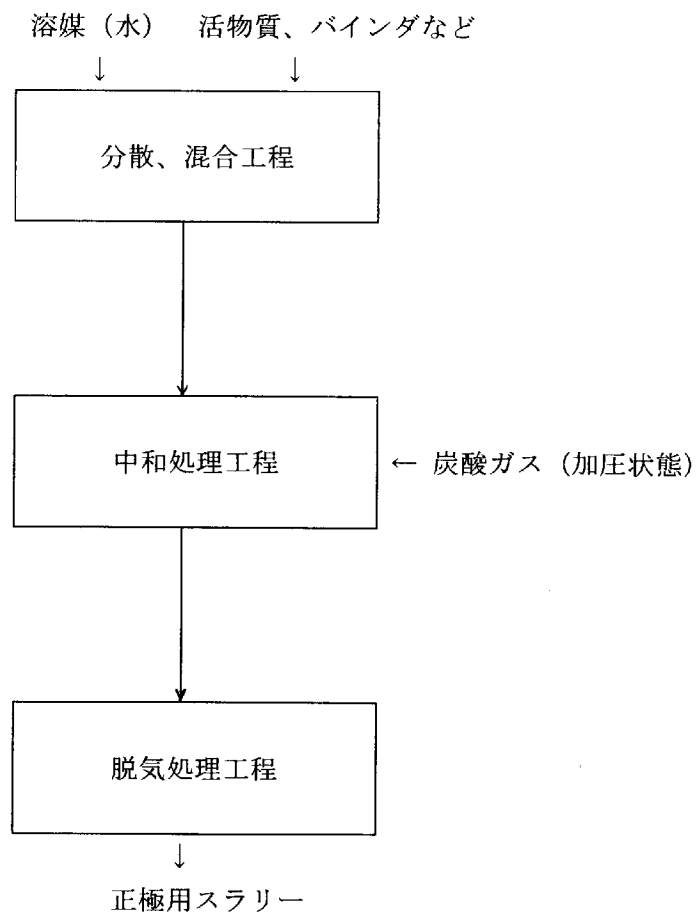 溶媒（水） 活物質、バインダなど
↓ ↓
分散、混合工程
中和処理工程 ← 炭酸ガス（加圧状態）
脱気処理工程
↓
正極用スラリー